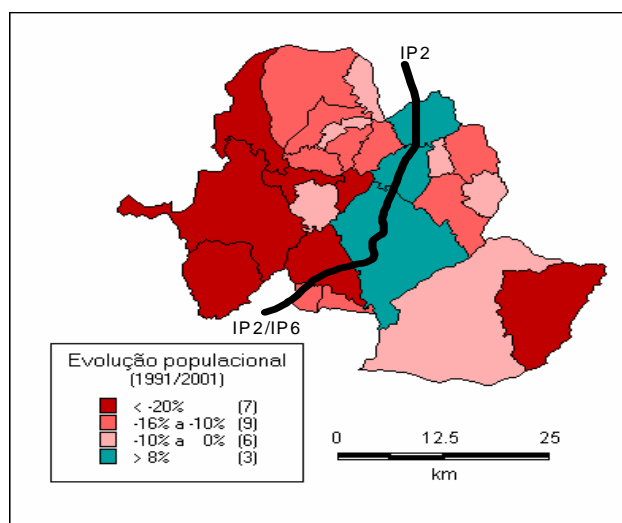 IP2
IP2/IP6
Evolução populacional
(1991/2001)
< -20% (7)
-16% a -10% (9)
-10% a 0% (6)
> 8% (3)
0 12.5 25
km